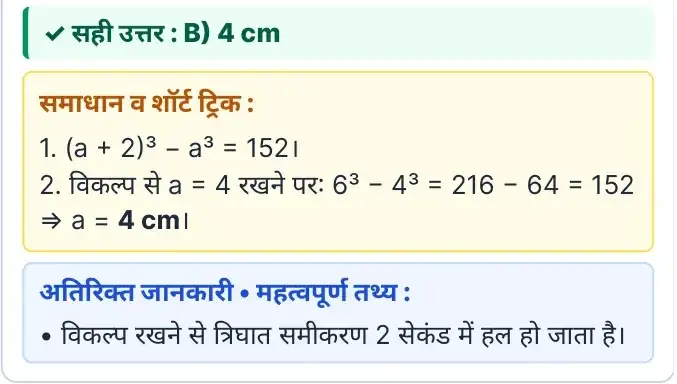 ✓ सही उत्तर : B) 4 cm
समाधान व शॉर्ट ट्रिक :
1. (a + 2)³ − a³ = 152।
2. विकल्प से a = 4 रखने पर: 6³ − 4³ = 216 − 64 = 152
⇒ a = 4 cm।
अतिरिक्त जानकारी • महत्वपूर्ण तथ्य :
• विकल्प रखने से त्रिघात समीकरण 2 सेकंड में हल हो जाता है।